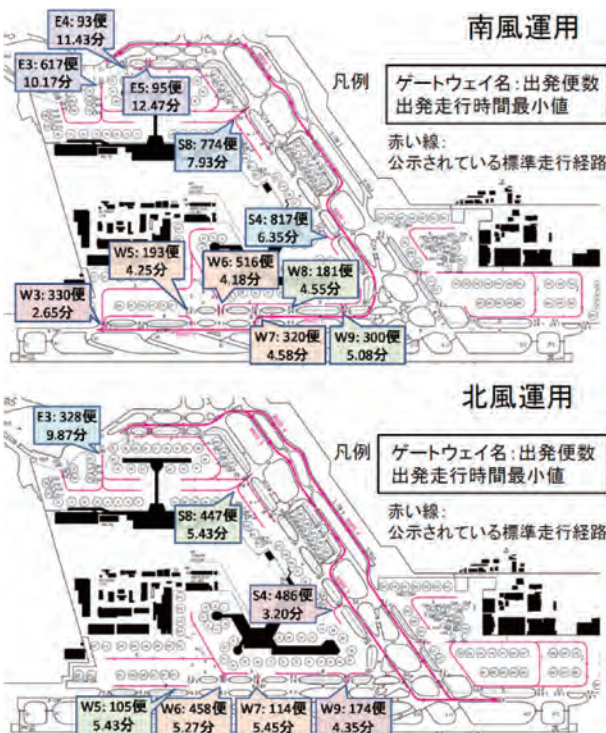 南風運用
E4: 93便
11.43分
E3: 617便
10.17分
E5: 95便
12.47分
凡例
ゲートウェイ名:出発便数
出発走行時間最小値
赤い線:
公示されている標準走行経路
S8: 774便
7.93分
S4: 817便
6.35分
W5: 193便
4.25分
W6: 516便
4.18分
W8: 181便
4.55分
W3: 330便
2.65分
W7: 320便
4.58分
W9: 300便
5.08分
北風運用
E3: 328便
9.87分
凡例
ゲートウェイ名:出発便数
出発走行時間最小値
赤い線:
公示されている標準走行経路
S8: 447便
5.43分
S4: 486便
3.20分
W5: 105便
5.43分
W6: 458便
5.27分
W7: 114便
5.45分
W9: 174便
4.35分